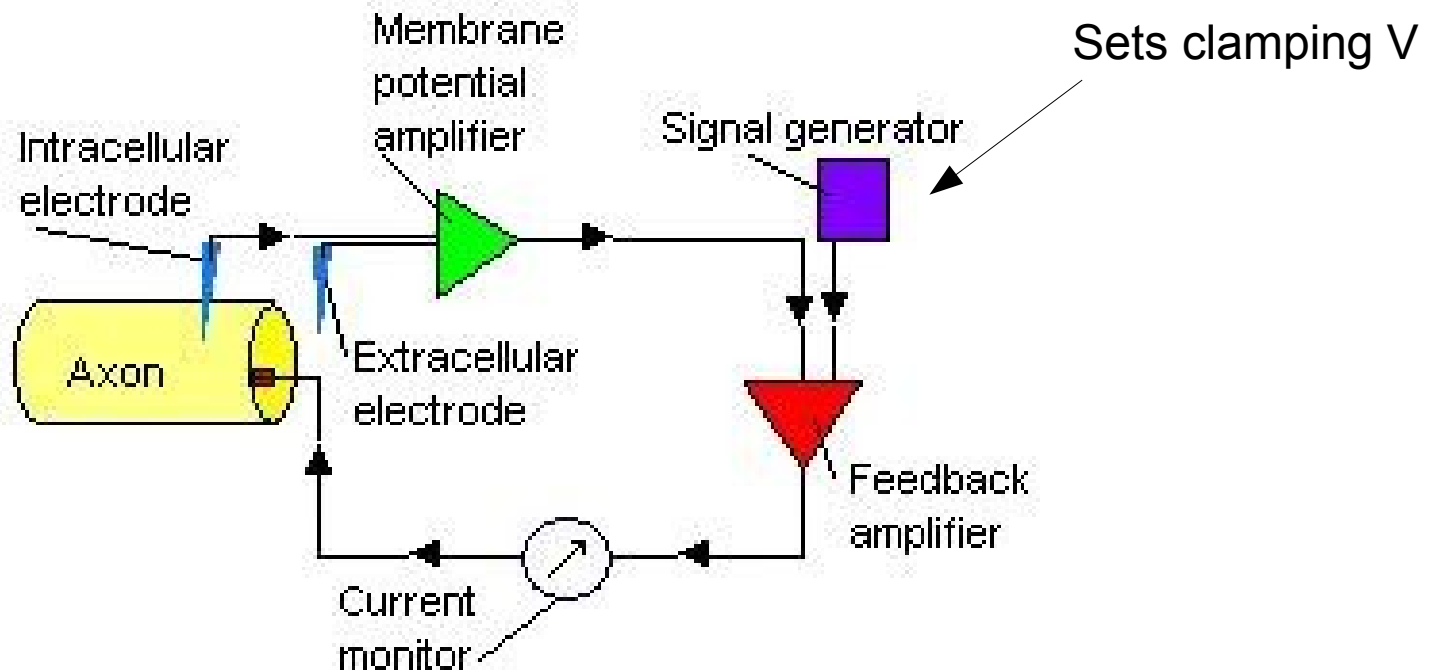 Membrane
potential
amplifier
Sets clamping V
Signal generator
Intracellular
electrode
Axon
Extracellular
electrode
Feedback
amplifier
Current
monitor